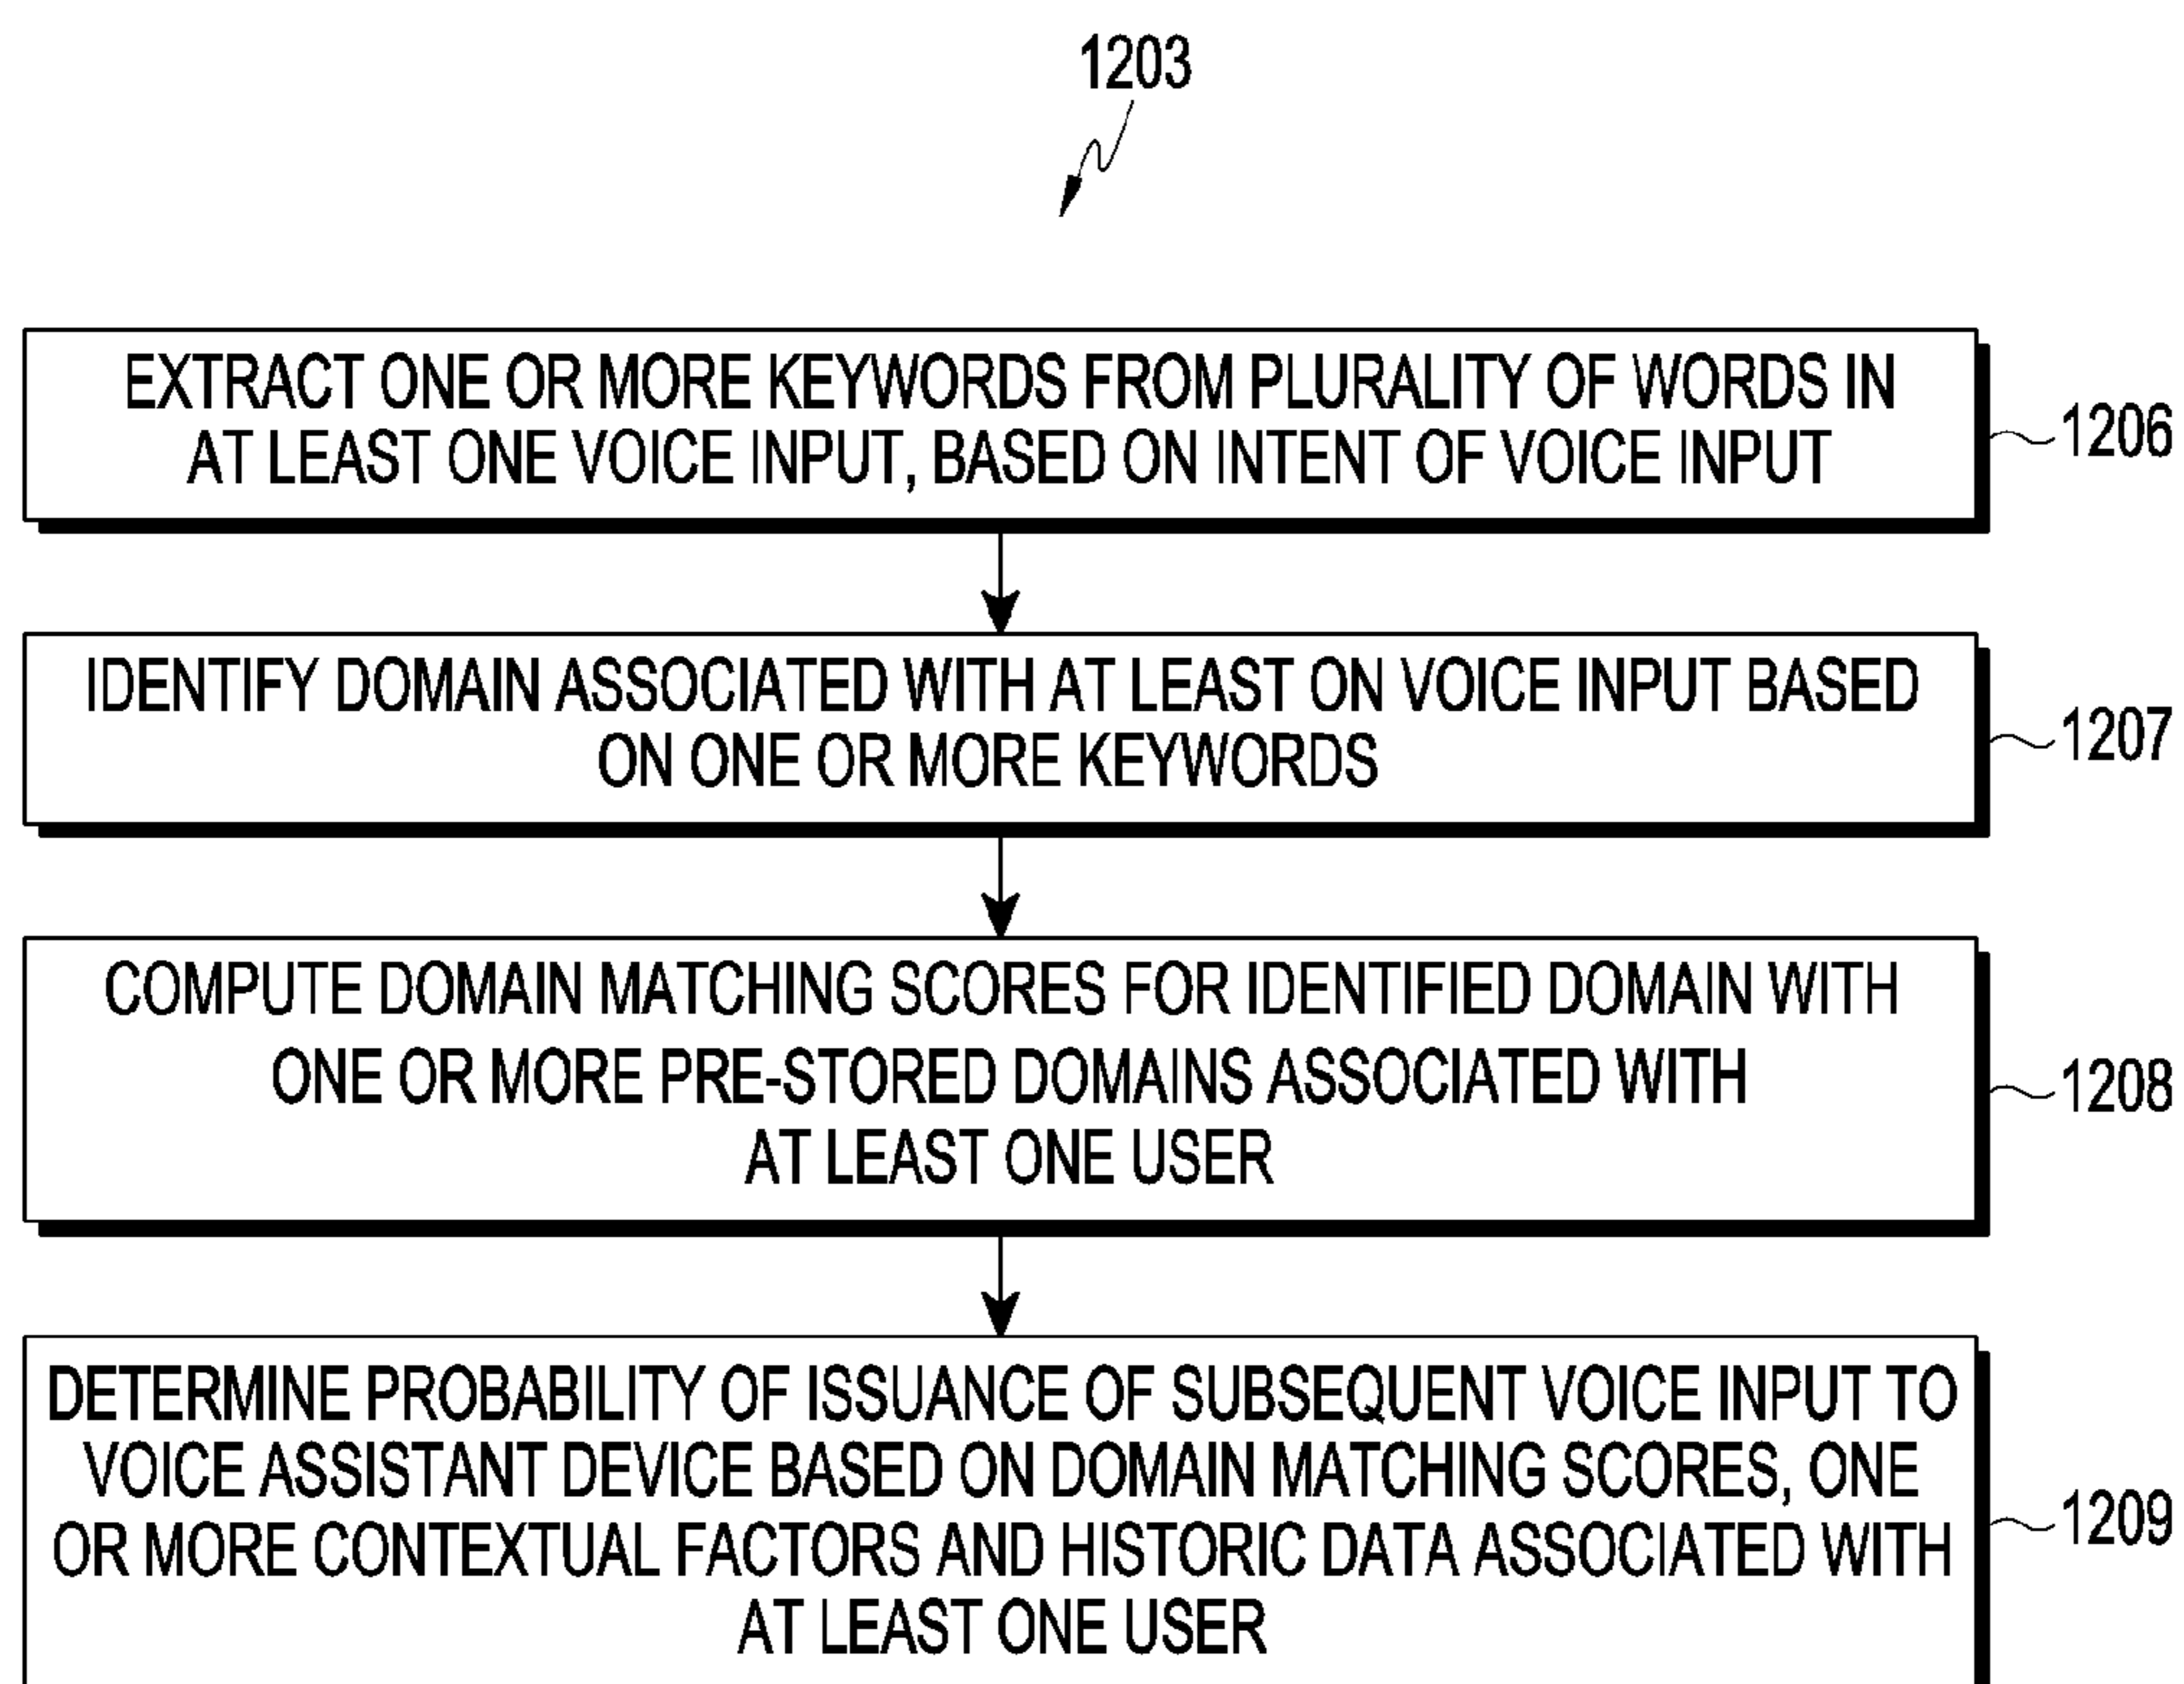 1203
EXTRACT ONE OR MORE KEYWORDS FROM PLURALITY OF WORDS IN
AT LEAST ONE VOICE INPUT, BASED ON INTENT OF VOICE INPUT
1206
IDENTIFY DOMAIN ASSOCIATED WITH AT LEAST ON VOICE INPUT BASED
ON ONE OR MORE KEYWORDS
1207
COMPUTE DOMAIN MATCHING SCORES FOR IDENTIFIED DOMAIN WITH
ONE OR MORE PRE-STORED DOMAINS ASSOCIATED WITH
AT LEAST ONE USER
1208
DETERMINE PROBABILITY OF ISSUANCE OF SUBSEQUENT VOICE INPUT TO
VOICE ASSISTANT DEVICE BASED ON DOMAIN MATCHING SCORES, ONE
OR MORE CONTEXTUAL FACTORS AND HISTORIC DATA ASSOCIATED WITH
AT LEAST ONE USER
1209